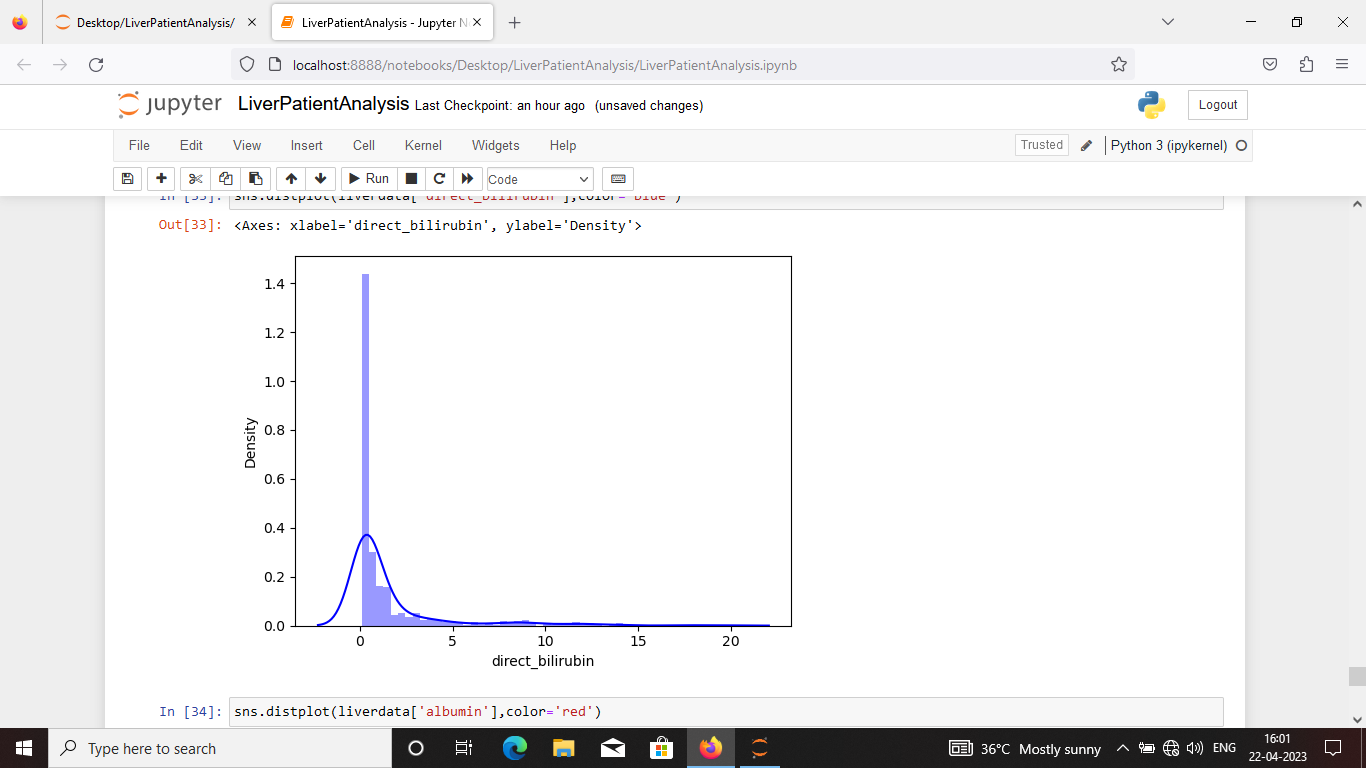 Desktop/LiverPatientAnalysis/
LiverPatientAnalysis - Jupyter N
localhost:8888/notebooks/Desktop/LiverPatientAnalysis/LiverPatientAnalysis.ipynb
jupyter LiverPatientAnalysis Last Checkpoint: an hour ago (unsaved changes)
Logout
File Edit View Insert Cell Kernel Widgets Help
Trusted
Python 3 (ipykernel)
Run
Code
In [33]: sns.distplot(liverdata['direct_bilirubin'],color='blue')
Out[33]: <Axes: xlabel='direct_bilirubin', ylabel='Density'>
1.4
1.2
1.0
0.8
0.6
0.4
0.2
0.0
Density
0 5 10 15 20
direct_bilirubin
In [34]: sns.distplot(liverdata['albumin'],color='red')
Type here to search
36°C Mostly sunny
ENG
16:01
22-04-2023